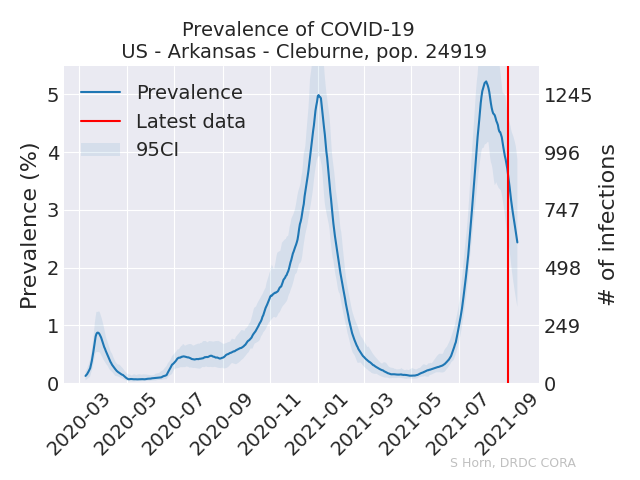 Prevalence of COVID-19
US - Arkansas - Cleburne, pop. 24919
Prevalence
Latest data
95CI
Prevalence (%)
5
4
3
2
1
0
1245
996
747
498
249
0
# of infections
2020-03
2020-05
2020-07
2020-09
2020-11
2021-01
2021-03
2021-05
2021-07
2021-09
S Horn, DRDC CORA